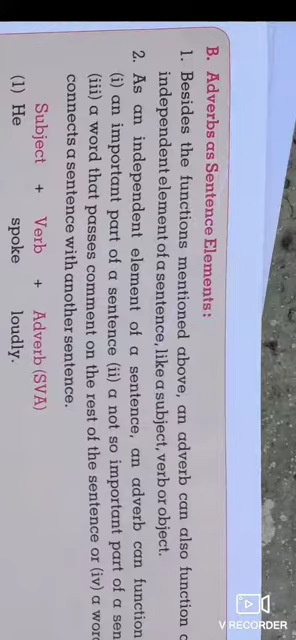 B. Adverbs as Sentence Elements:
1. Besides the functions mentioned above, an adverb can also function
independent element of a sentence, like a subject, verb or object.
2. As an independent element of a sentence, an adverb can function
(i) an important part of a sentence (ii) a not so important part of a
(iii) a word that passes comment on the rest of the sentence or (iv) a
connects a sentence with another sentence.
Subject + Verb + Adverb (SVA)
(1) He spoke loudly.
V RECORDER